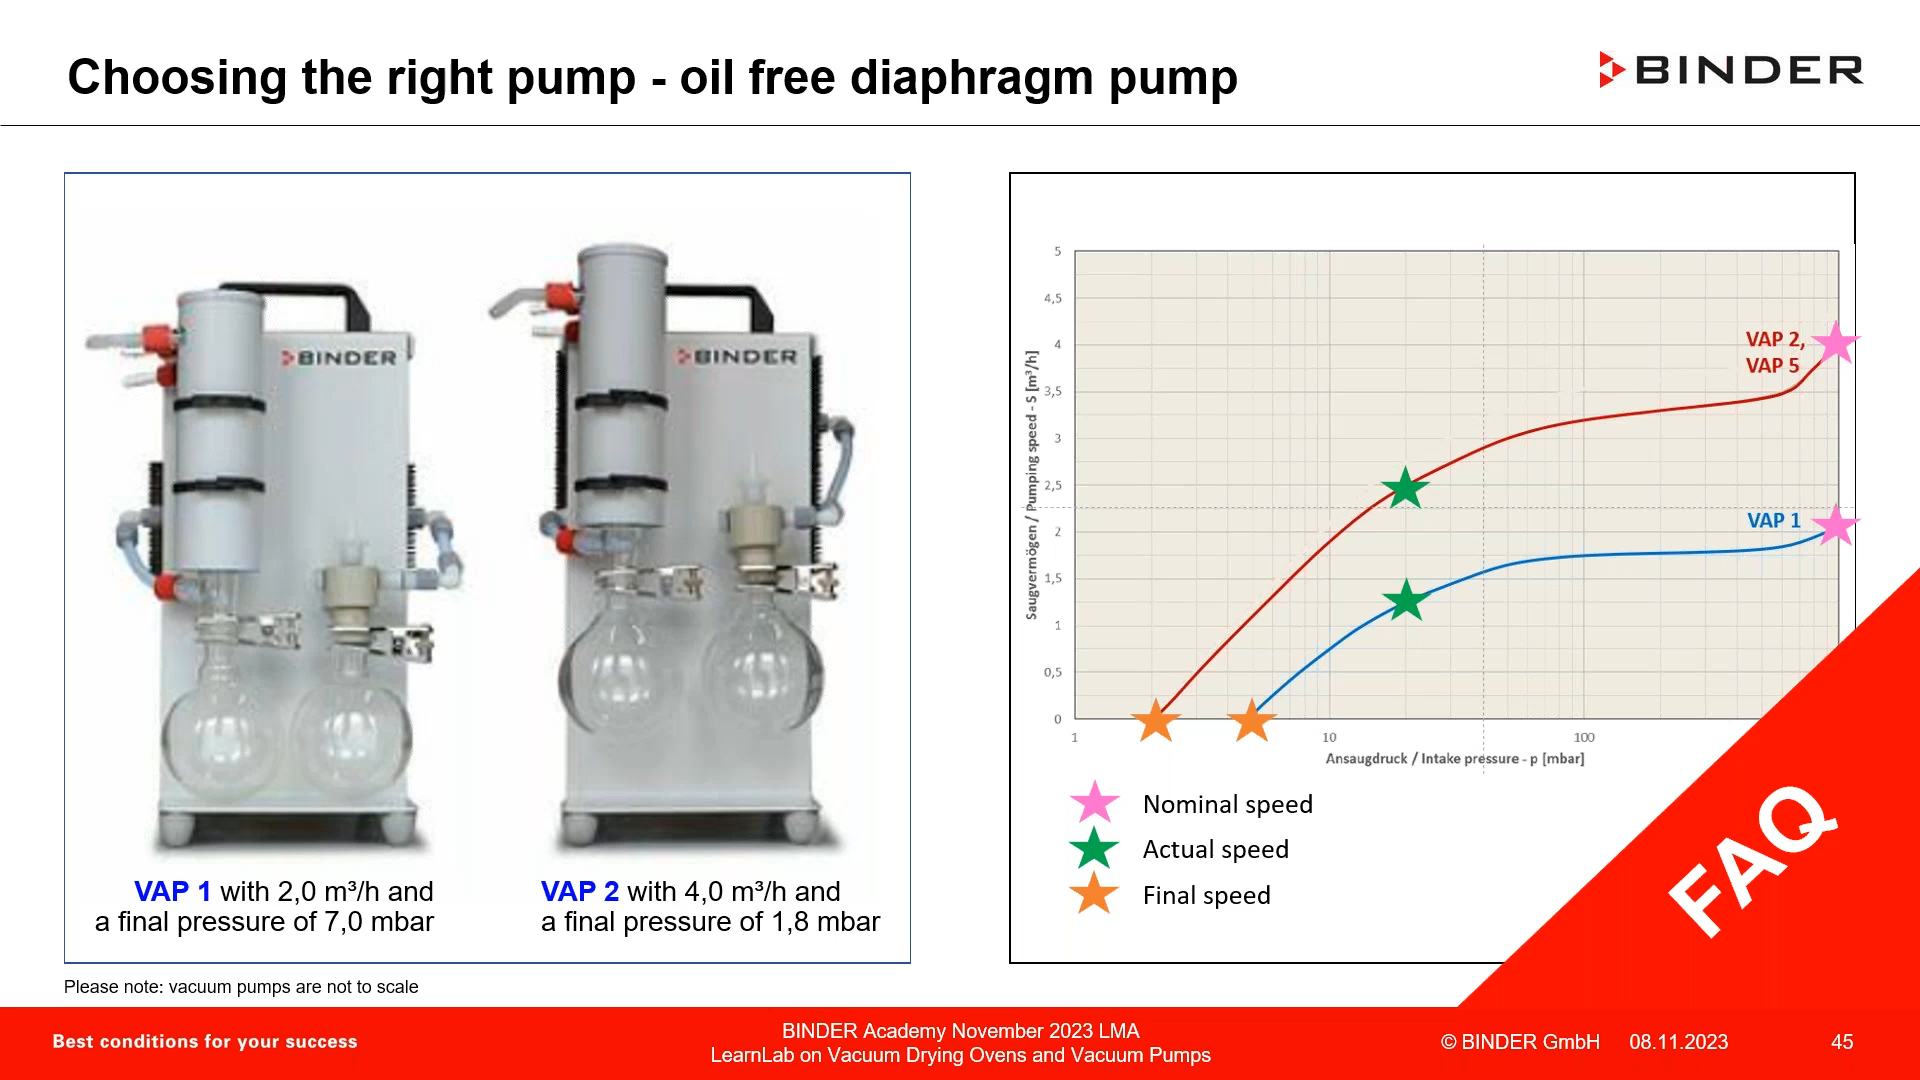 Choosing the right pump - oil free diaphragm pump
BINDER
BINDER
BINDER
VAP 1 with 2,0 m³/h and
a final pressure of 7,0 mbar
VAP 2 with 4,0 m³/h and
a final pressure of 1,8 mbar
Please note: vacuum pumps are not to scale
Saugvermögen / Pumping speed - S [m³/h]
5
4,5
4
3,5
3
2,5
2
1,5
1
0,5
0
VAP 2,
VAP 5
VAP 1
1
10
100
Ansaugdruck / Intake pressure - p [mbar]
Nominal speed
Actual speed
Final speed
FAQ
Best conditions for your success
BINDER Academy November 2023 LMA
LearnLab on Vacuum Drying Ovens and Vacuum Pumps
© BINDER GmbH
08.11.2023
45